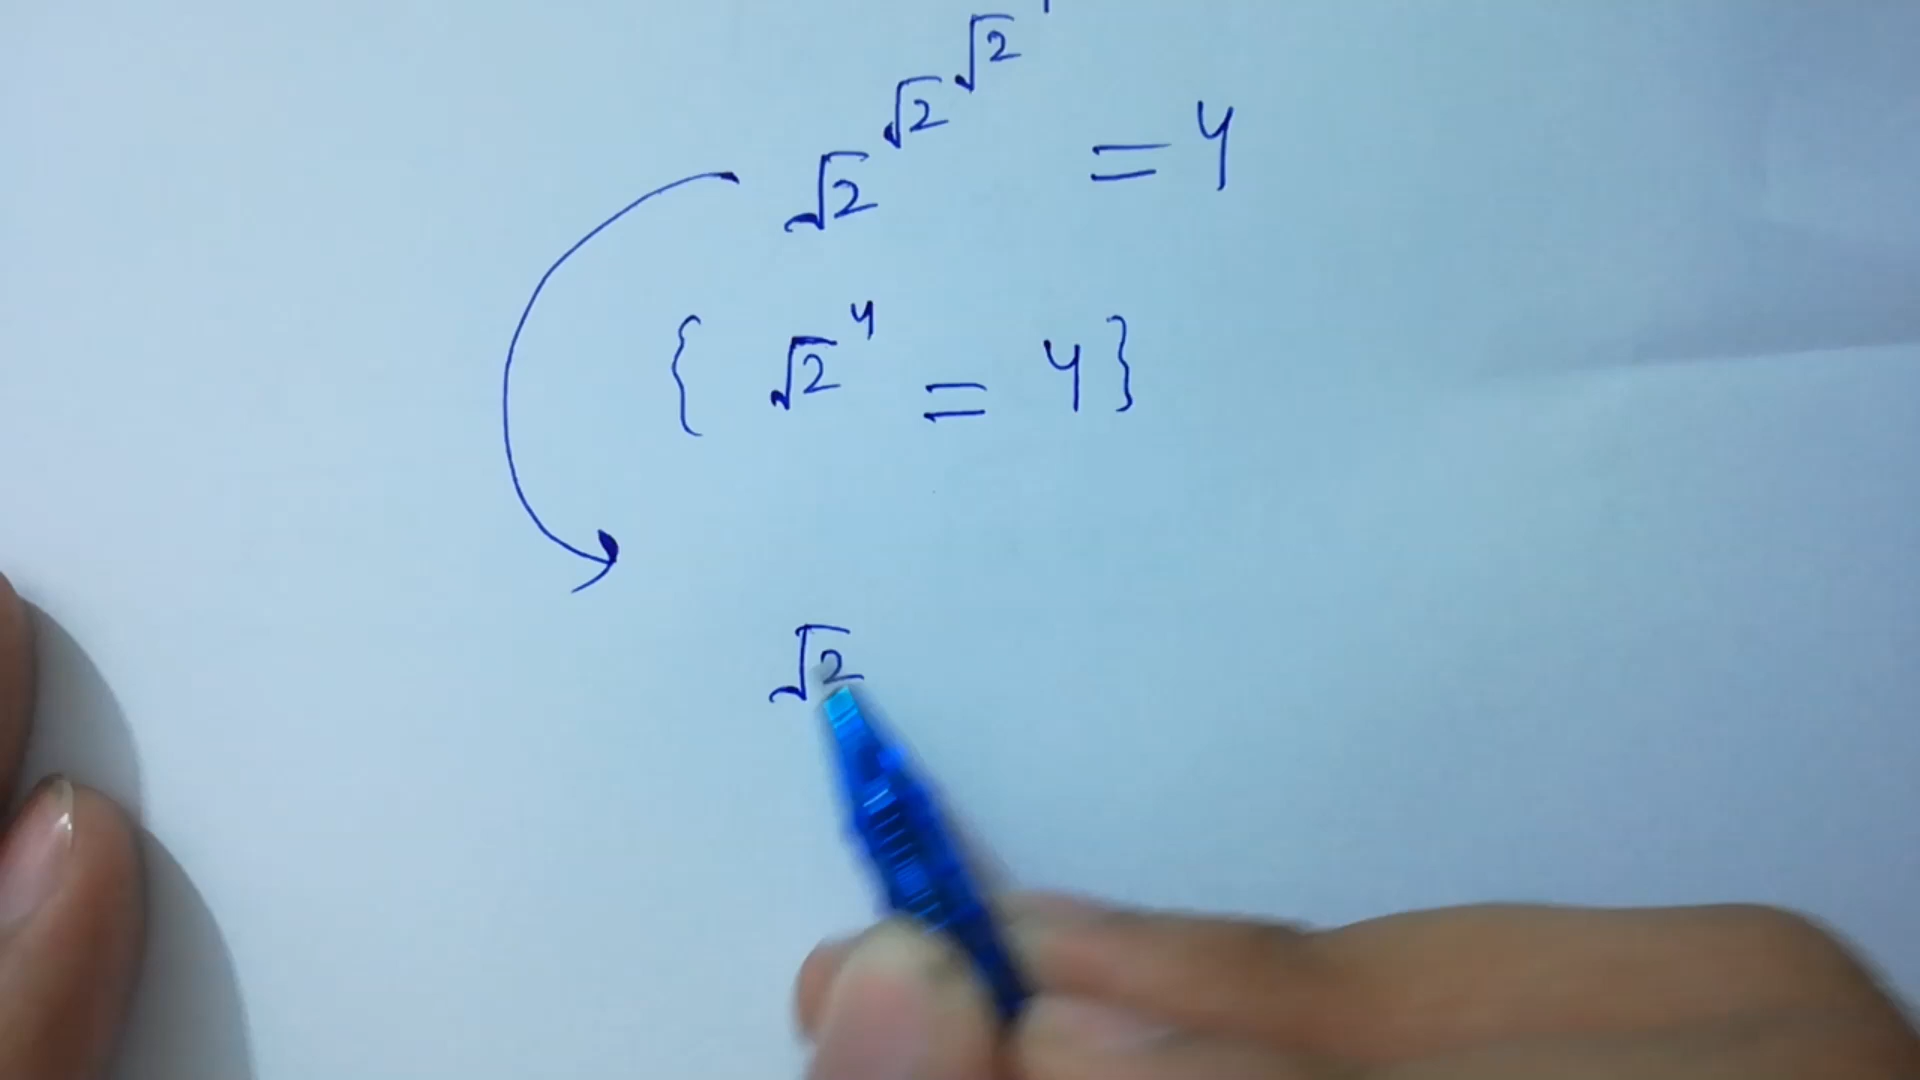 √2^√2^√2 = 4
{ √2^4 = 4 }
√2